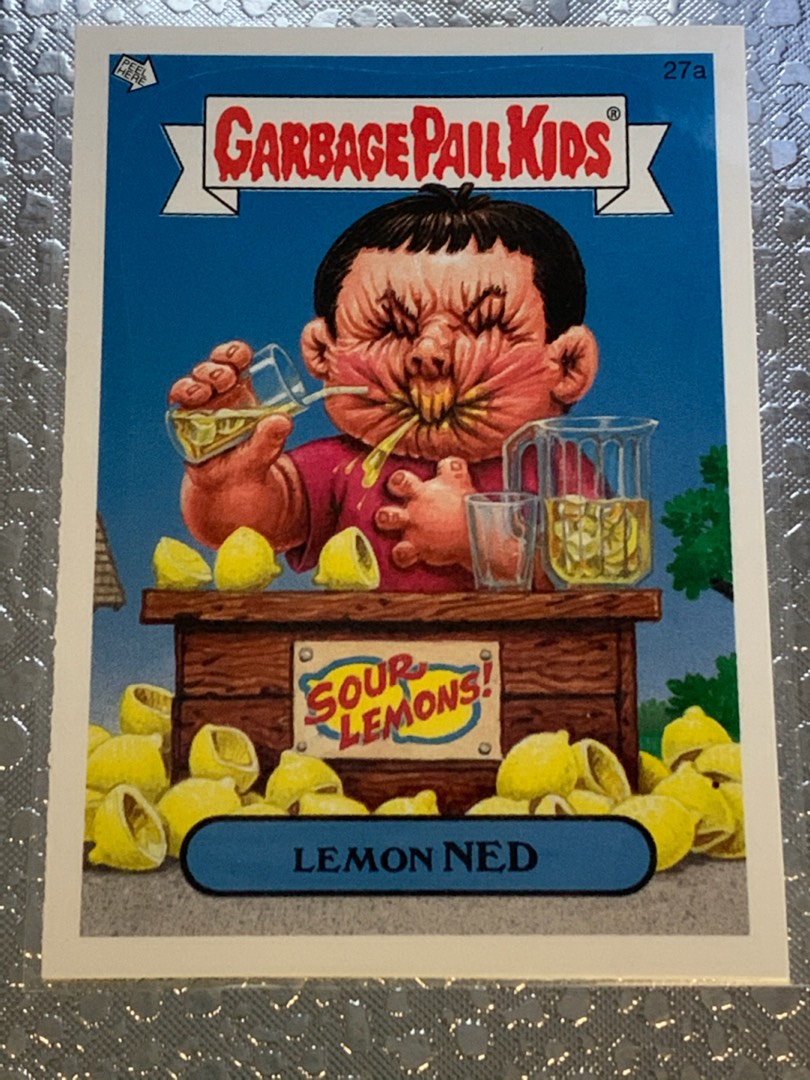 PEEL
HERE
27a
GARBAGE PAIL KIDS®
SOUR
LEMONS!
LEMON NED